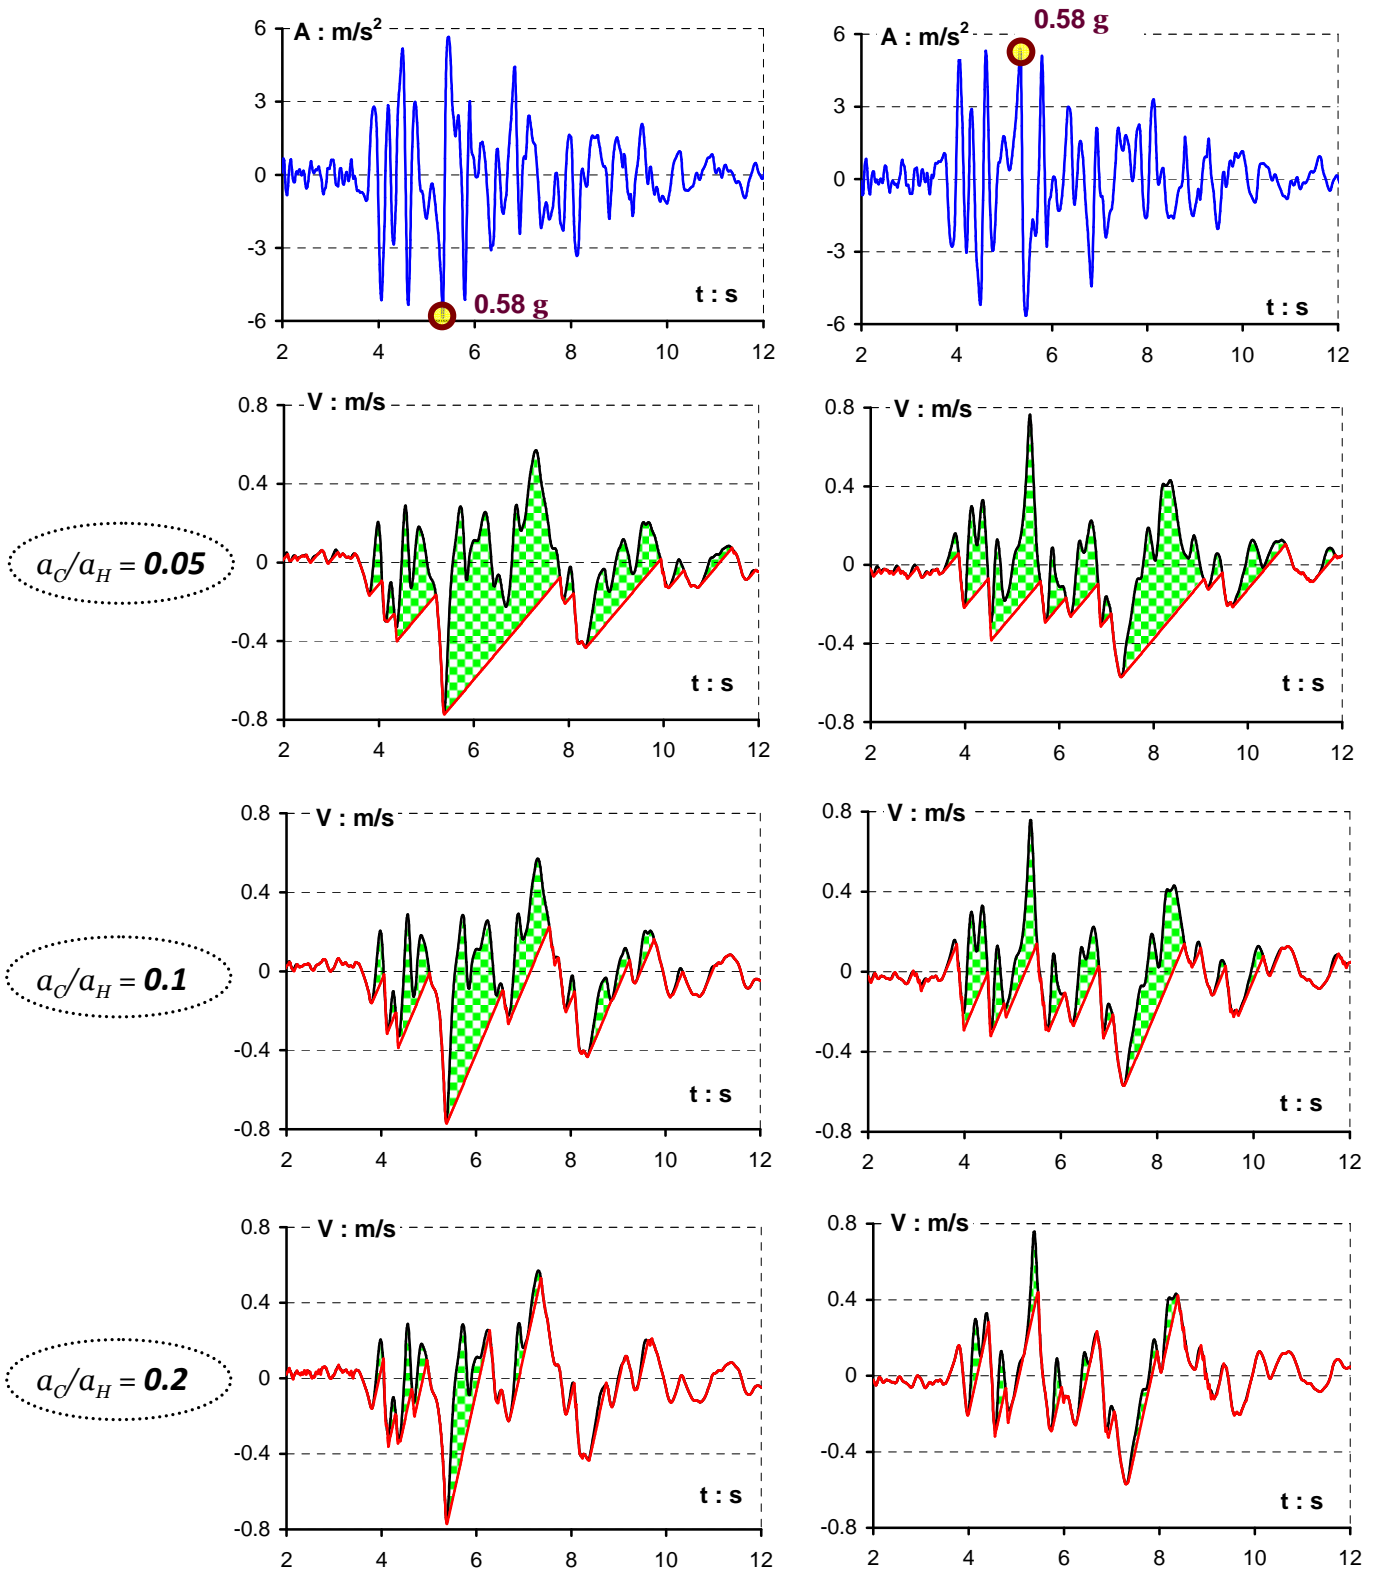 0.58 g
6 A : m/s² 6 A : m/s²
3 3
0 0
-3 -3
t : s t : s
0.58 g
-6 -6
2 4 6 8 10 12 2 4 6 8 10 12
0.8 V : m/s 0.8 V : m/s
0.4 0.4
a_C/a_H = 0.05 0 0
-0.4 -0.4
t : s t : s
-0.8 -0.8
2 4 6 8 10 12 2 4 6 8 10 12
0.8 V : m/s 0.8 V : m/s
0.4 0.4
a_C/a_H = 0.1 0 0
-0.4 -0.4
t : s t : s
-0.8 -0.8
2 4 6 8 10 12 2 4 6 8 10 12
0.8 V : m/s 0.8 V : m/s
0.4 0.4
a_C/a_H = 0.2 0 0
-0.4 -0.4
t : s t : s
-0.8 -0.8
2 4 6 8 10 12 2 4 6 8 10 12